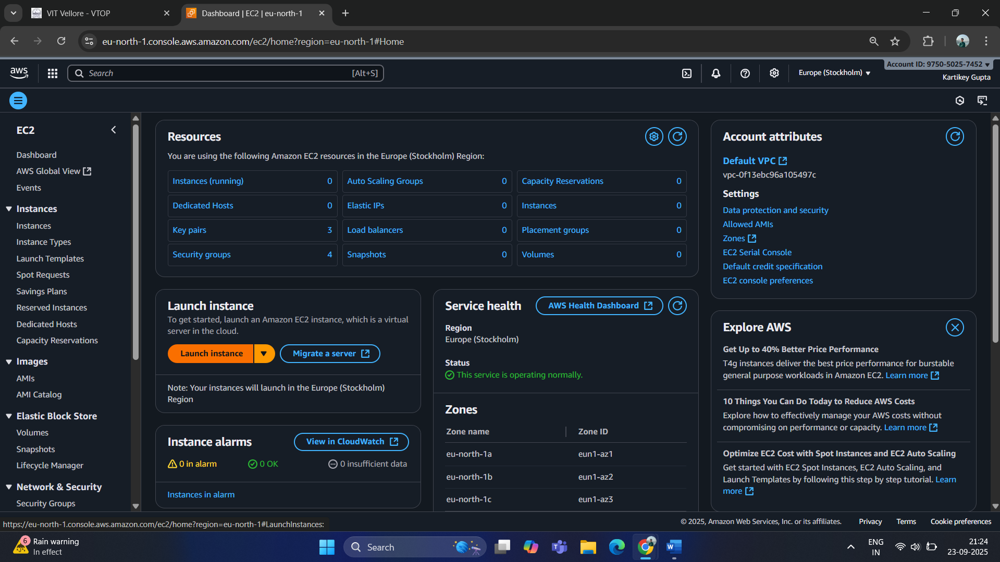 VIT Vellore - VTOP
Dashboard | EC2 | eu-north-1
eu-north-1.console.aws.amazon.com/ec2/home?region=eu-north-1#Home
aws
Search
[Alt+S]
Europe (Stockholm)
Account ID: 9750-5025-7452
Kartikey Gupta
EC2
Dashboard
AWS Global View
Events
Instances
Instances
Instance Types
Launch Templates
Spot Requests
Savings Plans
Reserved Instances
Dedicated Hosts
Capacity Reservations
Images
AMIs
AMI Catalog
Elastic Block Store
Volumes
Snapshots
Lifecycle Manager
Network & Security
Security Groups
Resources
You are using the following Amazon EC2 resources in the Europe (Stockholm) Region:
Instances (running) 0
Auto Scaling Groups 0
Capacity Reservations 0
Dedicated Hosts 0
Elastic IPs 0
Instances 0
Key pairs 3
Load balancers 0
Placement groups 0
Security groups 4
Snapshots 0
Volumes 0
Launch instance
To get started, launch an Amazon EC2 instance, which is a virtual
server in the cloud.
Launch instance
Migrate a server
Note: Your instances will launch in the Europe (Stockholm)
Region
Instance alarms
View in CloudWatch
0 in alarm
0 OK
0 insufficient data
Instances in alarm
Service health
AWS Health Dashboard
Region
Europe (Stockholm)
Status
This service is operating normally.
Zones
Zone name
Zone ID
eu-north-1a
eun1-az1
eu-north-1b
eun1-az2
eu-north-1c
eun1-az3
Account attributes
Default VPC
vpc-0f13ebc96a105497c
Settings
Data protection and security
Allowed AMIs
Zones
EC2 Serial Console
Default credit specification
EC2 console preferences
Explore AWS
Get Up to 40% Better Price Performance
T4g instances deliver the best price performance for burstable
general purpose workloads in Amazon EC2. Learn more
10 Things You Can Do Today to Reduce AWS Costs
Explore how to effectively manage your AWS costs without
compromising on performance or capacity. Learn more
Optimize EC2 Cost with Spot Instances and EC2 Auto Scaling
Get started with EC2 Spot Instances, EC2 Auto Scaling, and
Launch Templates by following this step by step tutorial. Learn
more
https://eu-north-1.console.aws.amazon.com/ec2/home?region=eu-north-1#LaunchInstances:
© 2025, Amazon Web Services, Inc. or its affiliates.
Privacy
Terms
Cookie preferences
6
Rain warning
In effect
Search
ENG
IN
21:24
23-09-2025